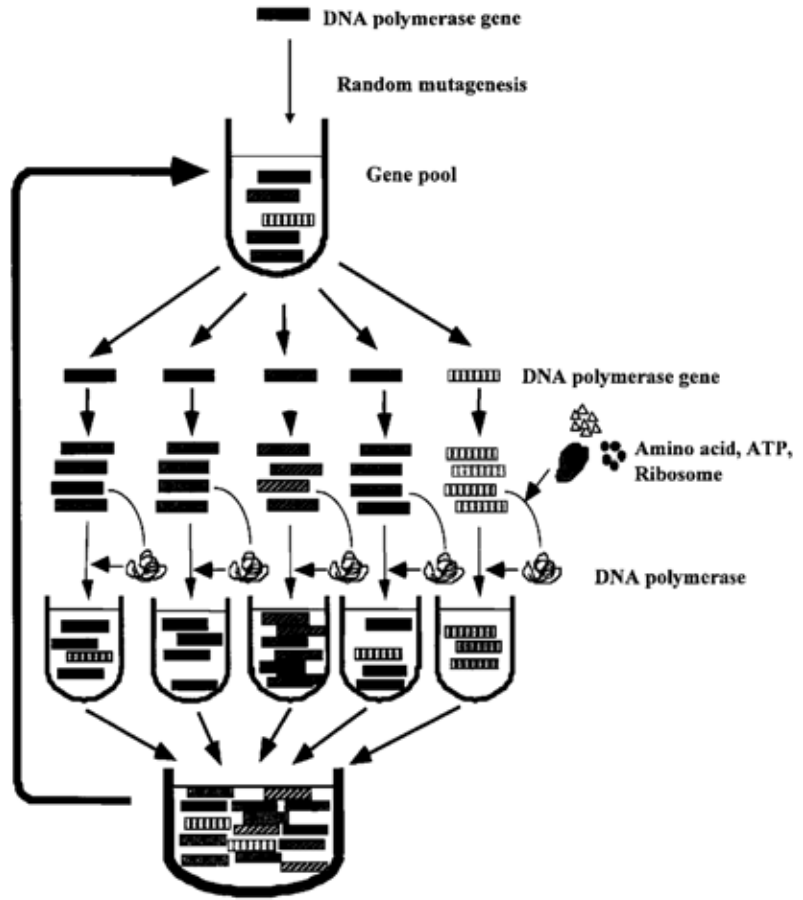 DNA polymerase gene
Random mutagenesis
Gene pool
DNA polymerase gene
Amino acid, ATP,
Ribosome
DNA polymerase